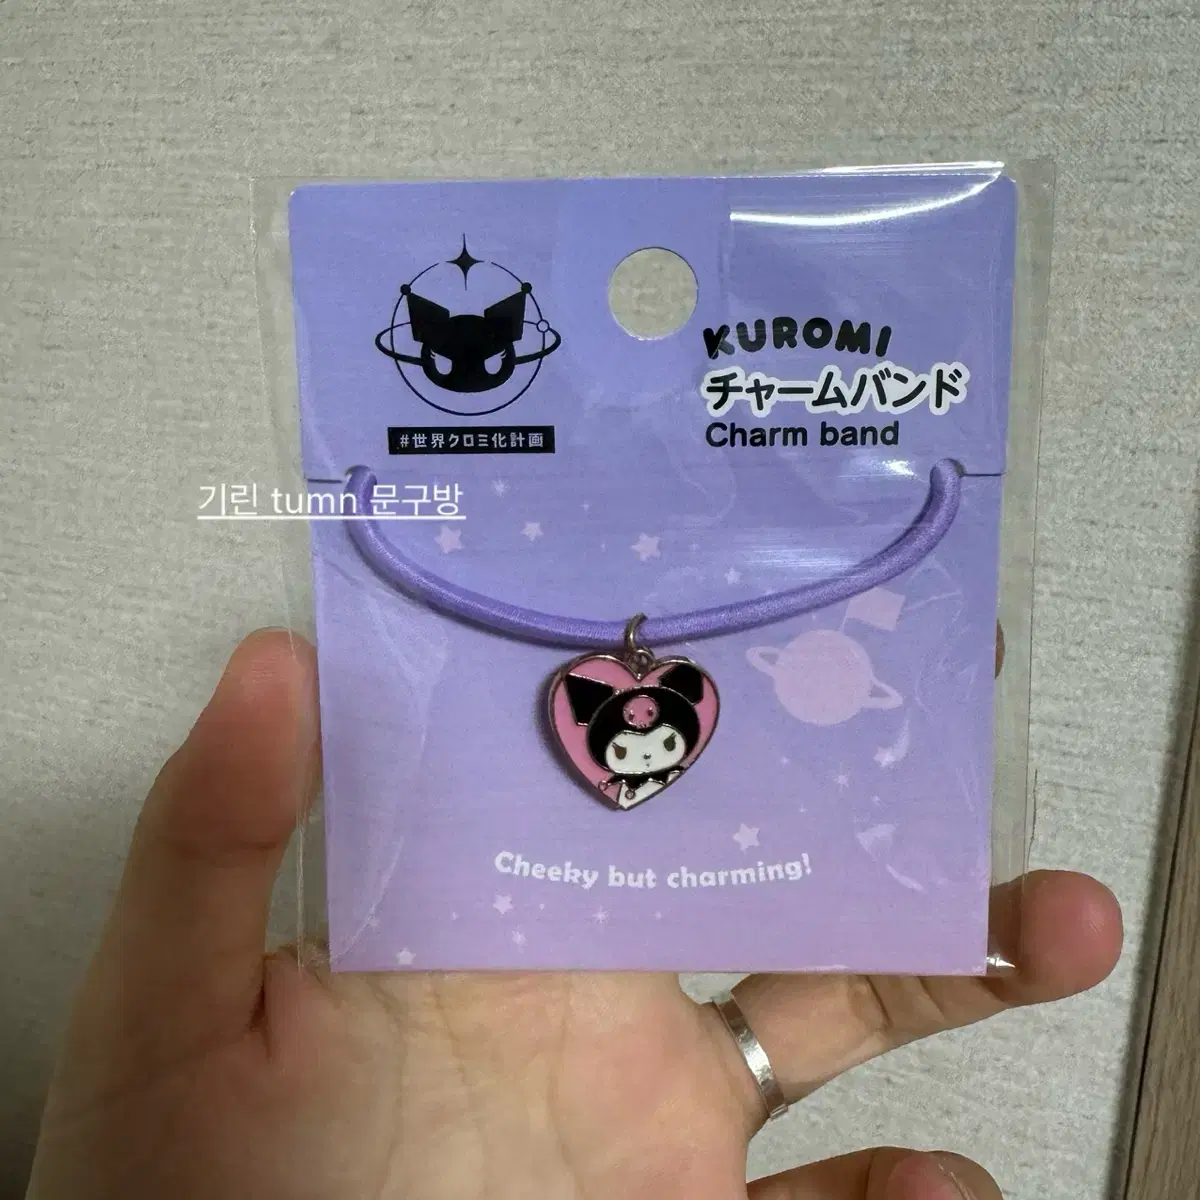 KUROMI
チャームバンド
Charm band
#世界クロミ化計画
기린 tumn 문구방
Cheeky but charming!